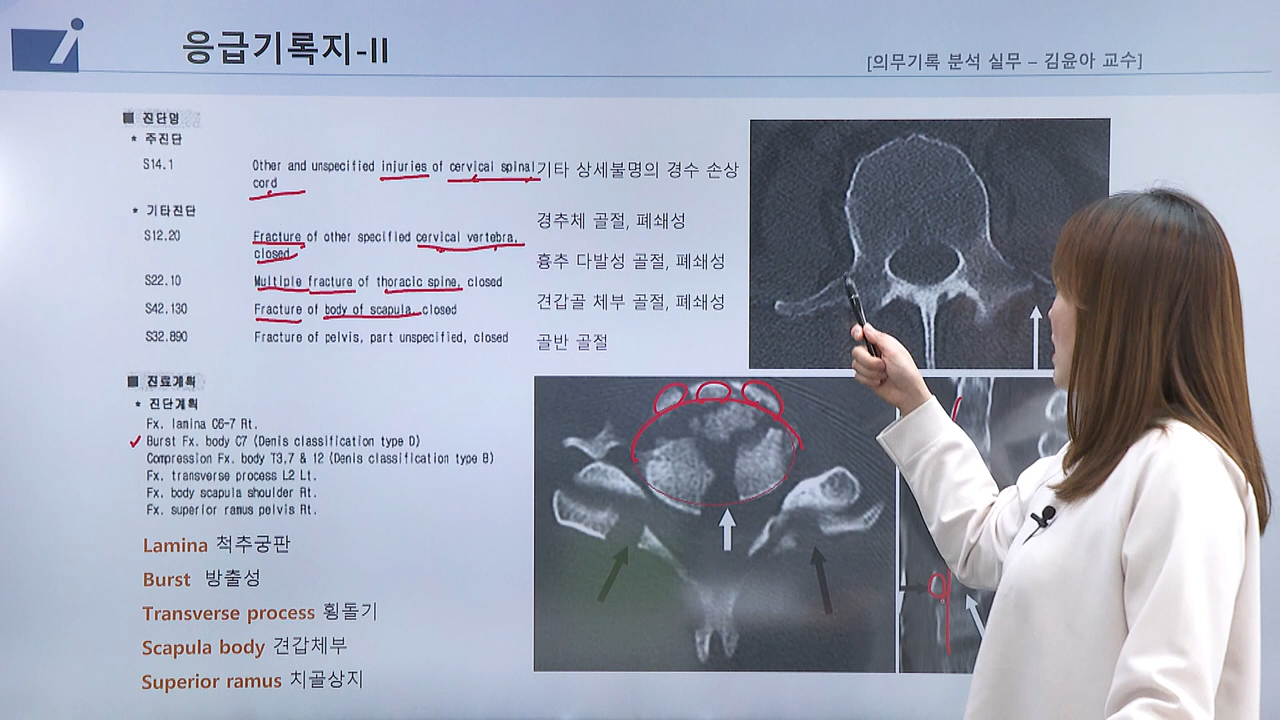 응급기록지-II
[의무기록 분석 실무 – 김윤아 교수]
■ 진단명
* 주진단
S14.1 Other and unspecified injuries of cervical spinal cord 기타 상세불명의 경수 손상
* 기타진단
S12.20 Fracture of other specified cervical vertebra, closed 경추체 골절, 폐쇄성
S22.10 Multiple fracture of thoracic spine, closed 흉추 다발성 골절, 폐쇄성
S42.130 Fracture of body of scapula, closed 견갑골 체부 골절, 폐쇄성
S32.890 Fracture of pelvis, part unspecified, closed 골반 골절
■ 진료계획
* 진단계획
Fx. lamina C6-7 Rt.
Burst Fx. body C7 (Denis classification type D)
Compression Fx. body T3,7 & 12 (Denis classification type B)
Fx. transverse process L2 Lt.
Fx. body scapula shoulder Rt.
Fx. superior ramus pelvis Rt.
Lamina 척추궁판
Burst 방출성
Transverse process 횡돌기
Scapula body 견갑체부
Superior ramus 치골상지